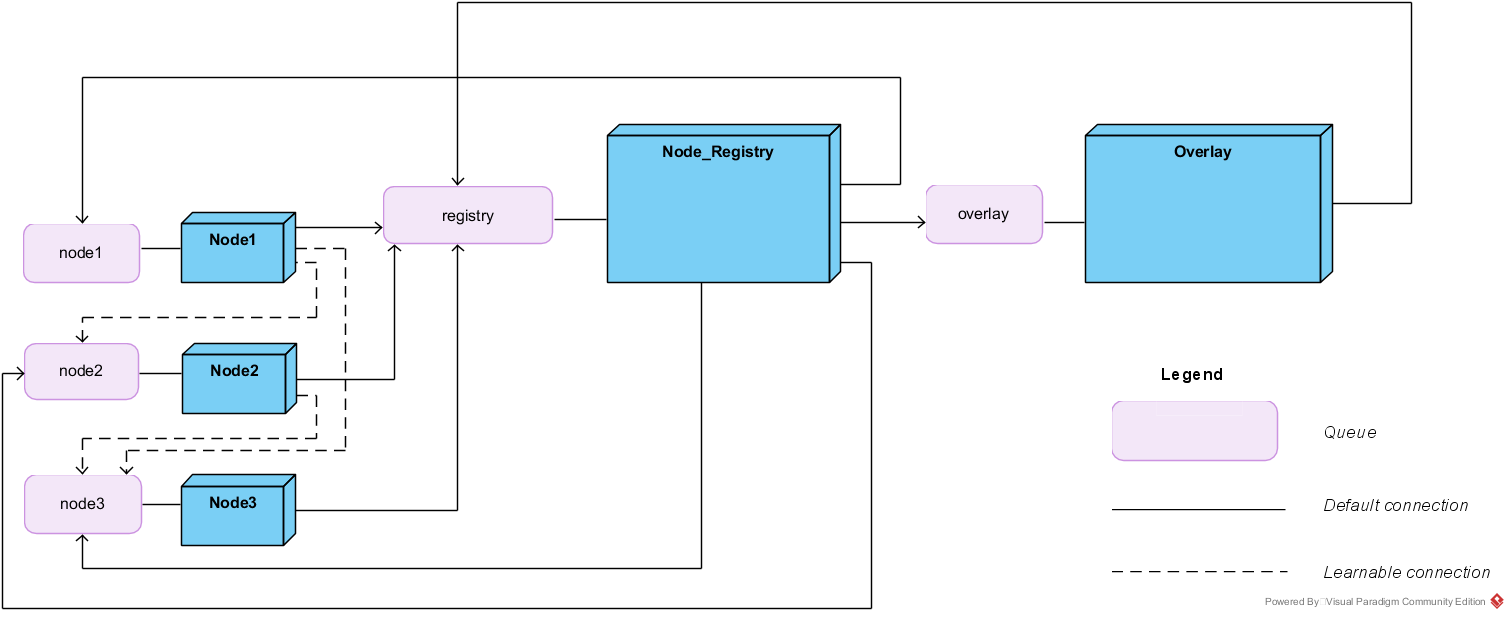 Node_Registry
Overlay
registry
overlay
node1
Node1
node2
Node2
node3
Node3
Legend
Queue
Default connection
Learnable connection
Powered By Visual Paradigm Community Edition